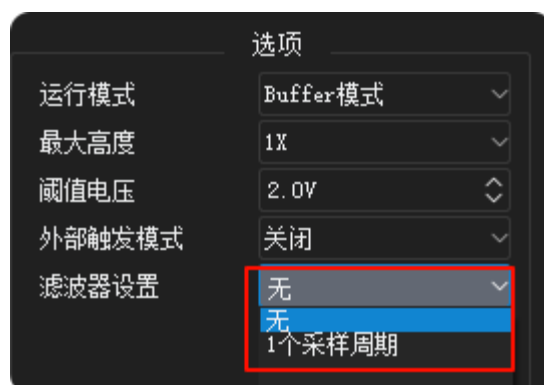 选项
运行模式 Buffer模式
最大高度 1X
阈值电压 2.0V
外部触发模式 关闭
滤波器设置 无
无
1个采样周期